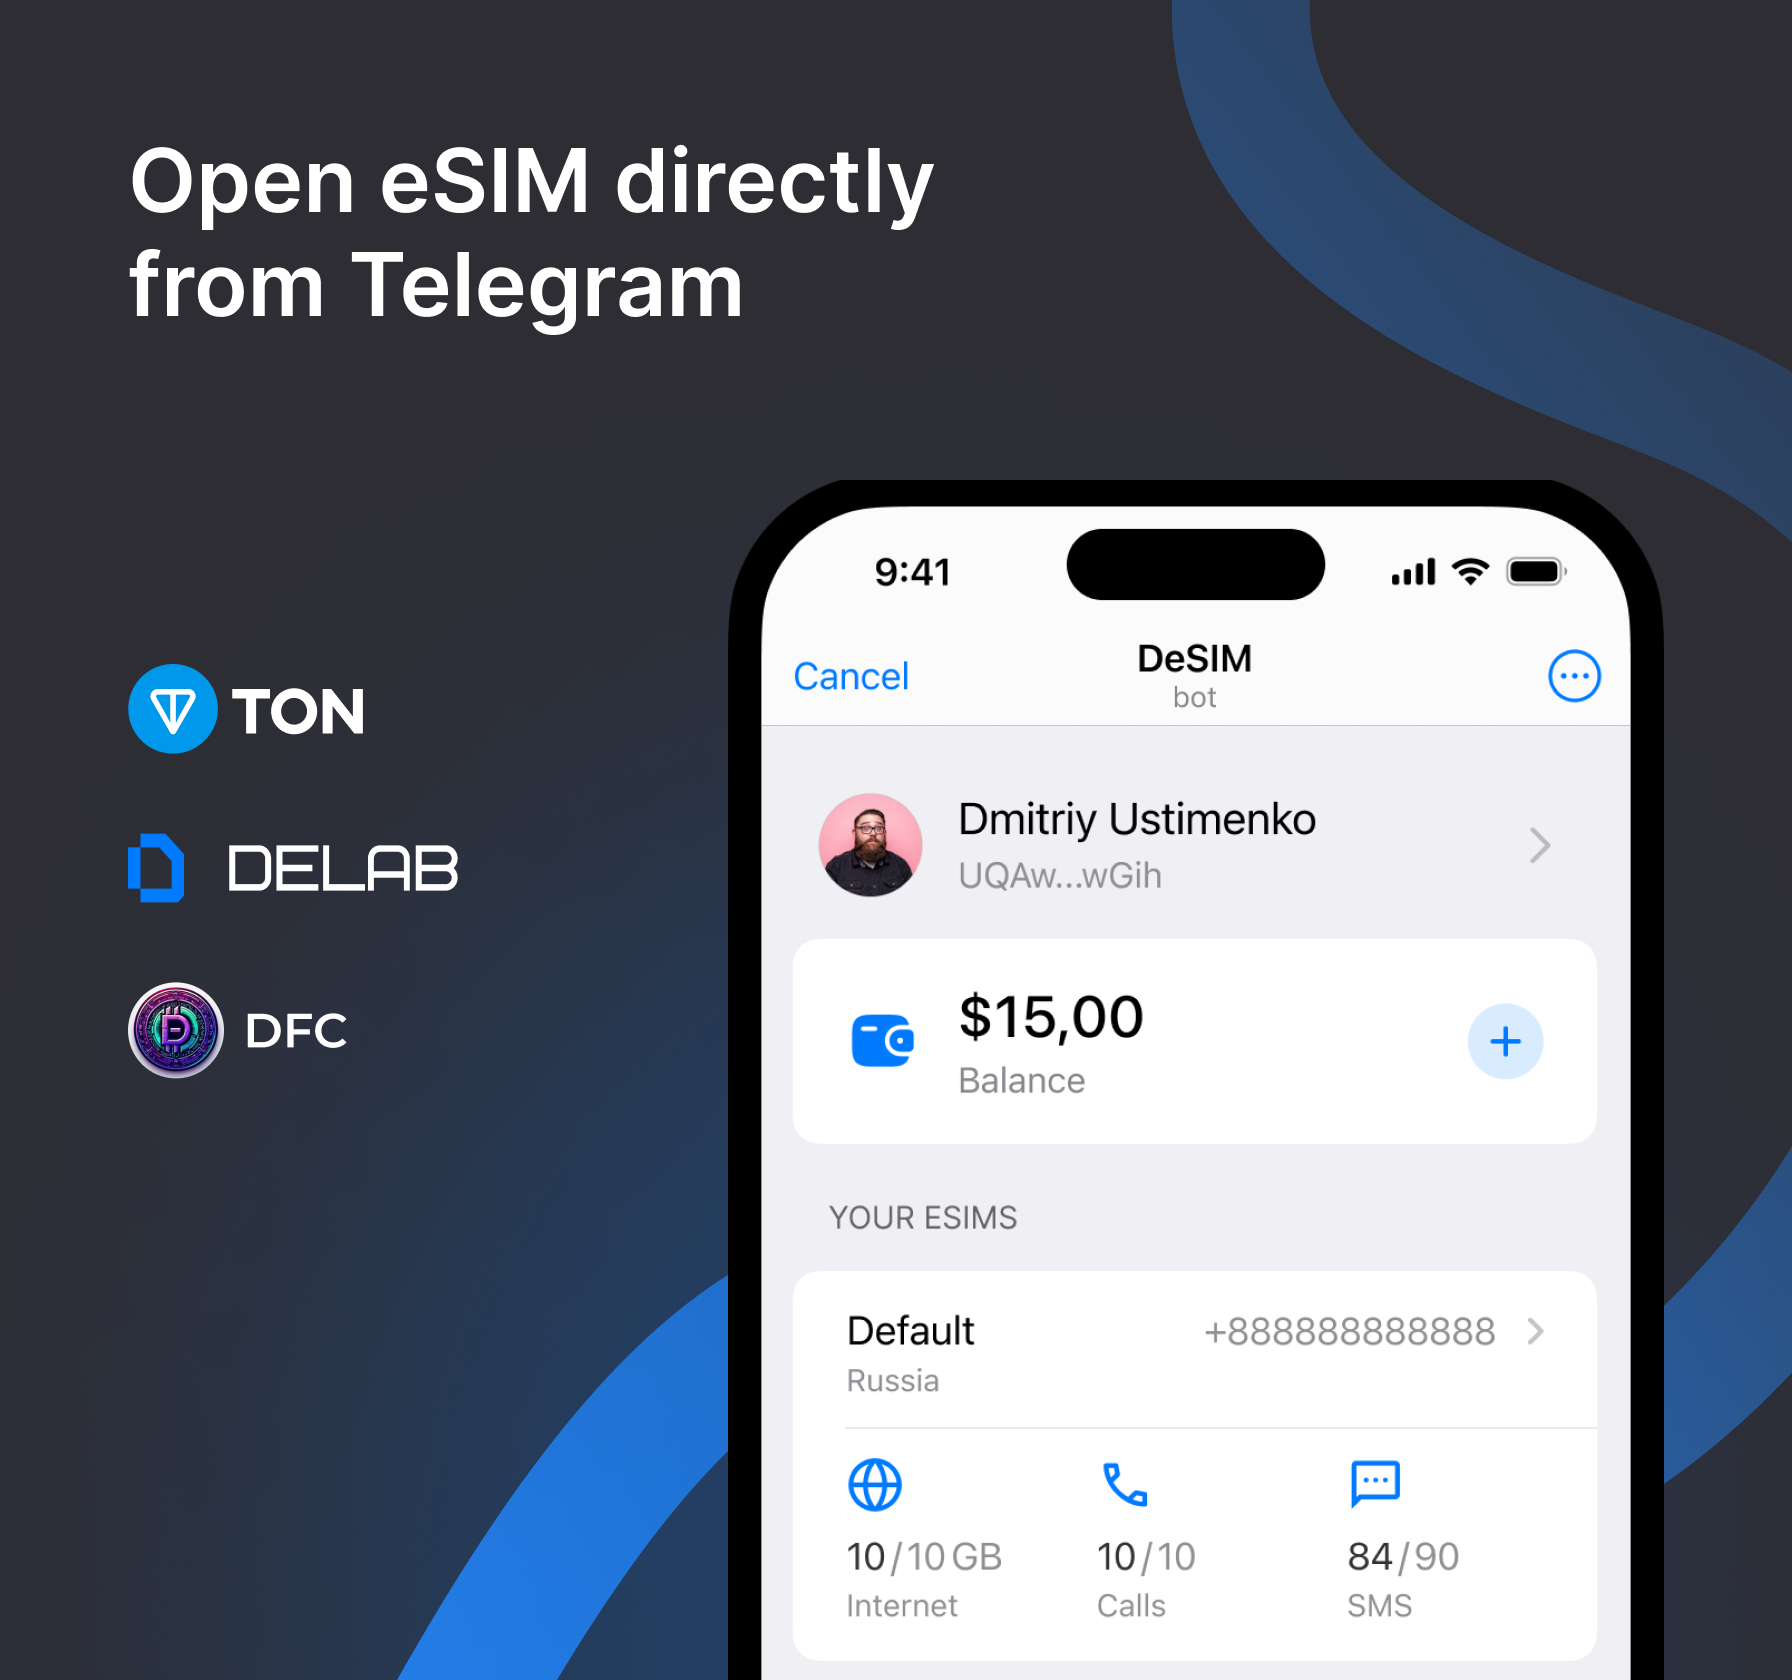 Open eSIM directly
from Telegram
TON
DELAB
DFC
9:41
Cancel
DeSIM
bot
Dmitriy Ustimenko
UQAw...wGih
$15,00
Balance
YOUR ESIMS
Default
+888888888888
Russia
10/10 GB
10/10
84/90
Internet
Calls
SMS